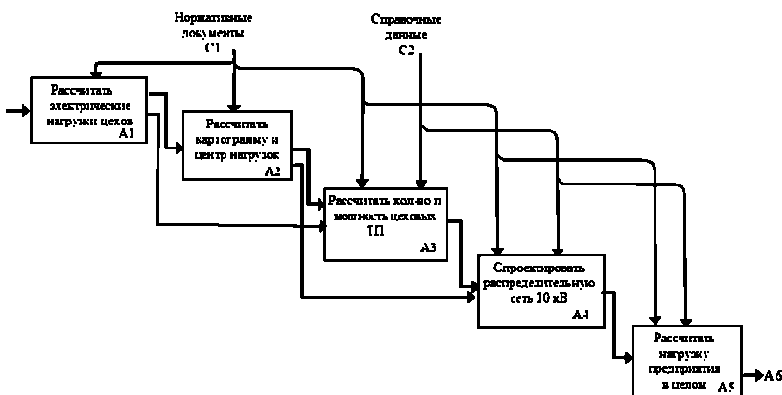 Нормативные
документы
С1
Справочные
данные
С2
Рассчитать
электрические
нагрузки цехов
А1
Рассчитать
картограмму и
центр нагрузок
А2
Рассчитать кол-во и
мощность цеховых
ТП
А3
Спроектировать
распределительную
сеть 10 кВ
А4
Рассчитать
нагрузку
предприятия
в целом
А5
А6